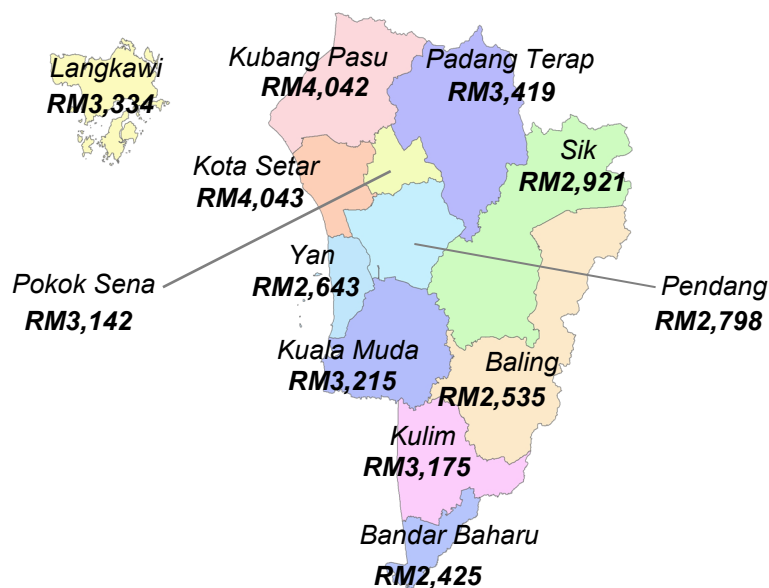 Langkawi
RM3,334
Kubang Pasu
RM4,042
Padang Terap
RM3,419
Kota Setar
RM4,043
Sik
RM2,921
Pokok Sena
RM3,142
Yan
RM2,643
Pendang
RM2,798
Kuala Muda
RM3,215
Baling
RM2,535
Kulim
RM3,175
Bandar Baharu
RM2,425